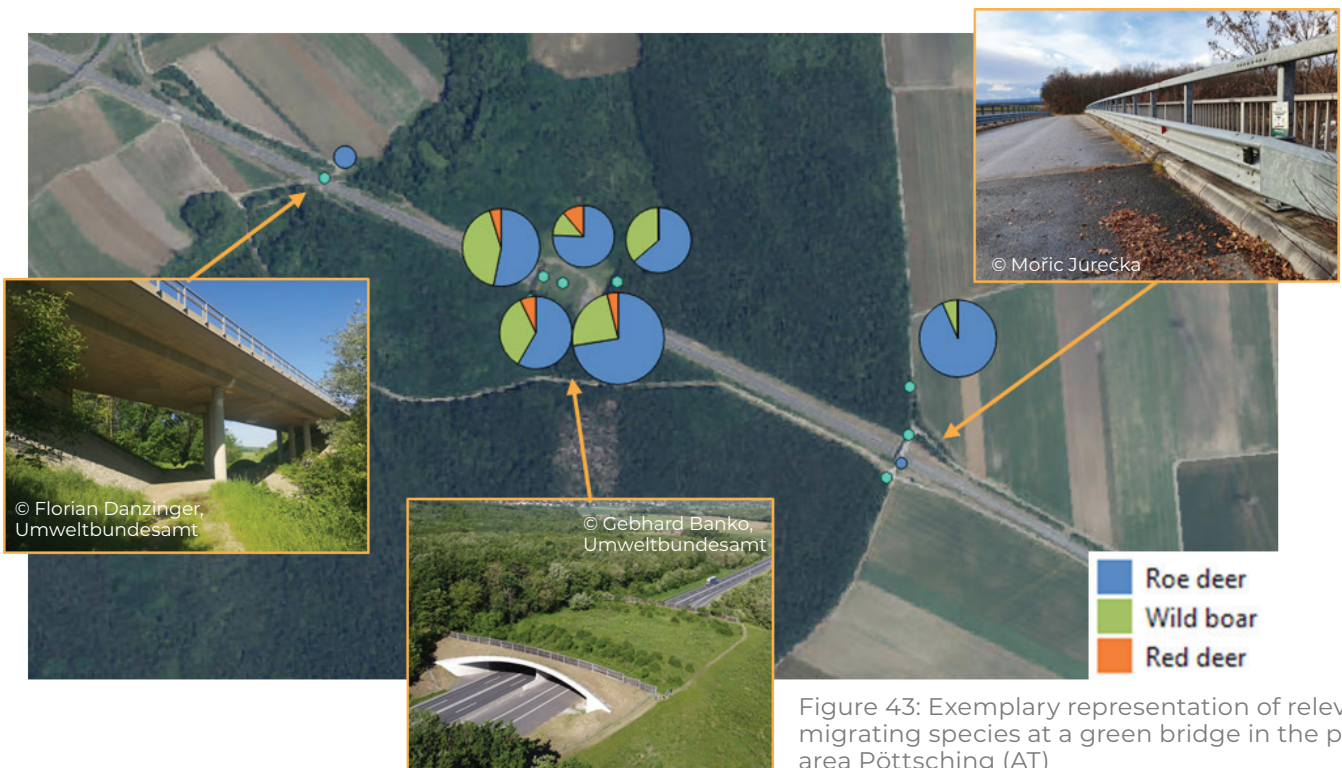 © Mořic Jurečka
© Florian Danzinger,
Umweltbundesamt
© Gebhard Banko,
Umweltbundesamt
Roe deer
Wild boar
Red deer
Figure 43: Exemplary representation of
migrating species at a green bridge in the
area Pöttsching (AT)